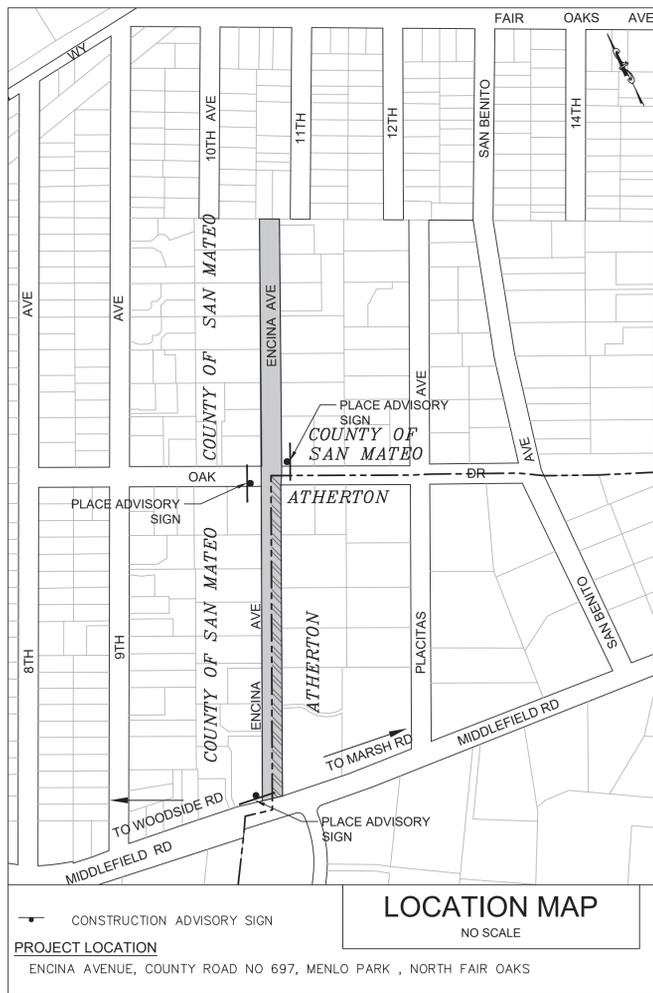 FAIR OAKS AVE
WY
10TH AVE
11TH
12TH
SAN BENITO
14TH
AVE
AVE
COUNTY OF SAN MATEO
ENCINA AVE
AVE
PLACE ADVISORY
SIGN
COUNTY OF
SAN MATEO
AVE
OAK
DR
PLACE ADVISORY
SIGN
ATHERTON
COUNTY OF SAN MATEO
8TH
9TH
ENCINA AVE
ATHERTON
PLACITAS
SAN BENITO
MIDDLEFIELD RD
TO MARSH RD
TO WOODSIDE RD
PLACE ADVISORY
SIGN
MIDDLEFIELD RD
CONSTRUCTION ADVISORY SIGN
LOCATION MAP
NO SCALE
PROJECT LOCATION
ENCINA AVENUE, COUNTY ROAD NO 697, MENLO PARK , NORTH FAIR OAKS